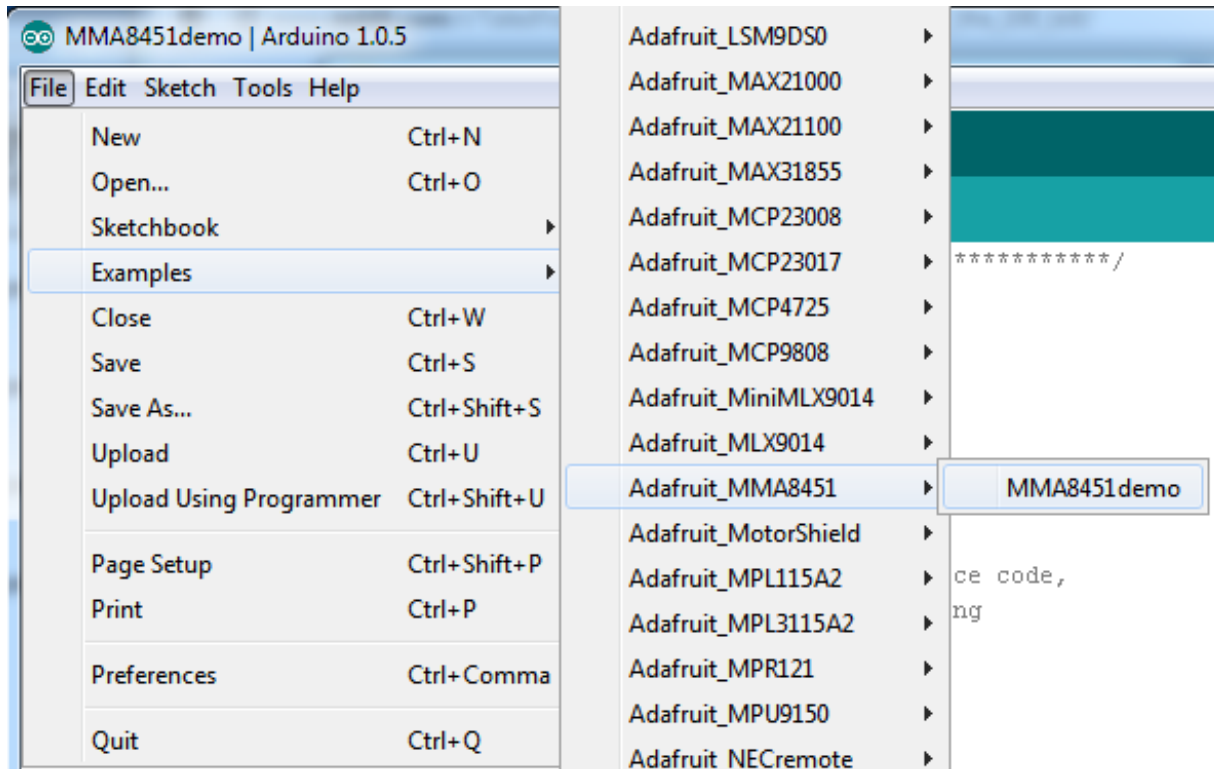 MMA8451demo | Arduino 1.0.5
File Edit Sketch Tools Help
New Ctrl+N
Open... Ctrl+O
Sketchbook
Examples
Close Ctrl+W
Save Ctrl+S
Save As... Ctrl+Shift+S
Upload Ctrl+U
Upload Using Programmer Ctrl+Shift+U
Page Setup Ctrl+Shift+P
Print Ctrl+P
Preferences Ctrl+Comma
Quit Ctrl+Q
Adafruit_LSM9DS0
Adafruit_MAX21000
Adafruit_MAX21100
Adafruit_MAX31855
Adafruit_MCP23008
Adafruit_MCP23017
Adafruit_MCP4725
Adafruit_MCP9808
Adafruit_MiniMLX9014
Adafruit_MLX9014
Adafruit_MMA8451
Adafruit_MotorShield
Adafruit_MPL115A2
Adafruit_MPL3115A2
Adafruit_MPR121
Adafruit_MPU9150
Adafruit_NECremote
MMA8451demo
***********/
ce code,
ng